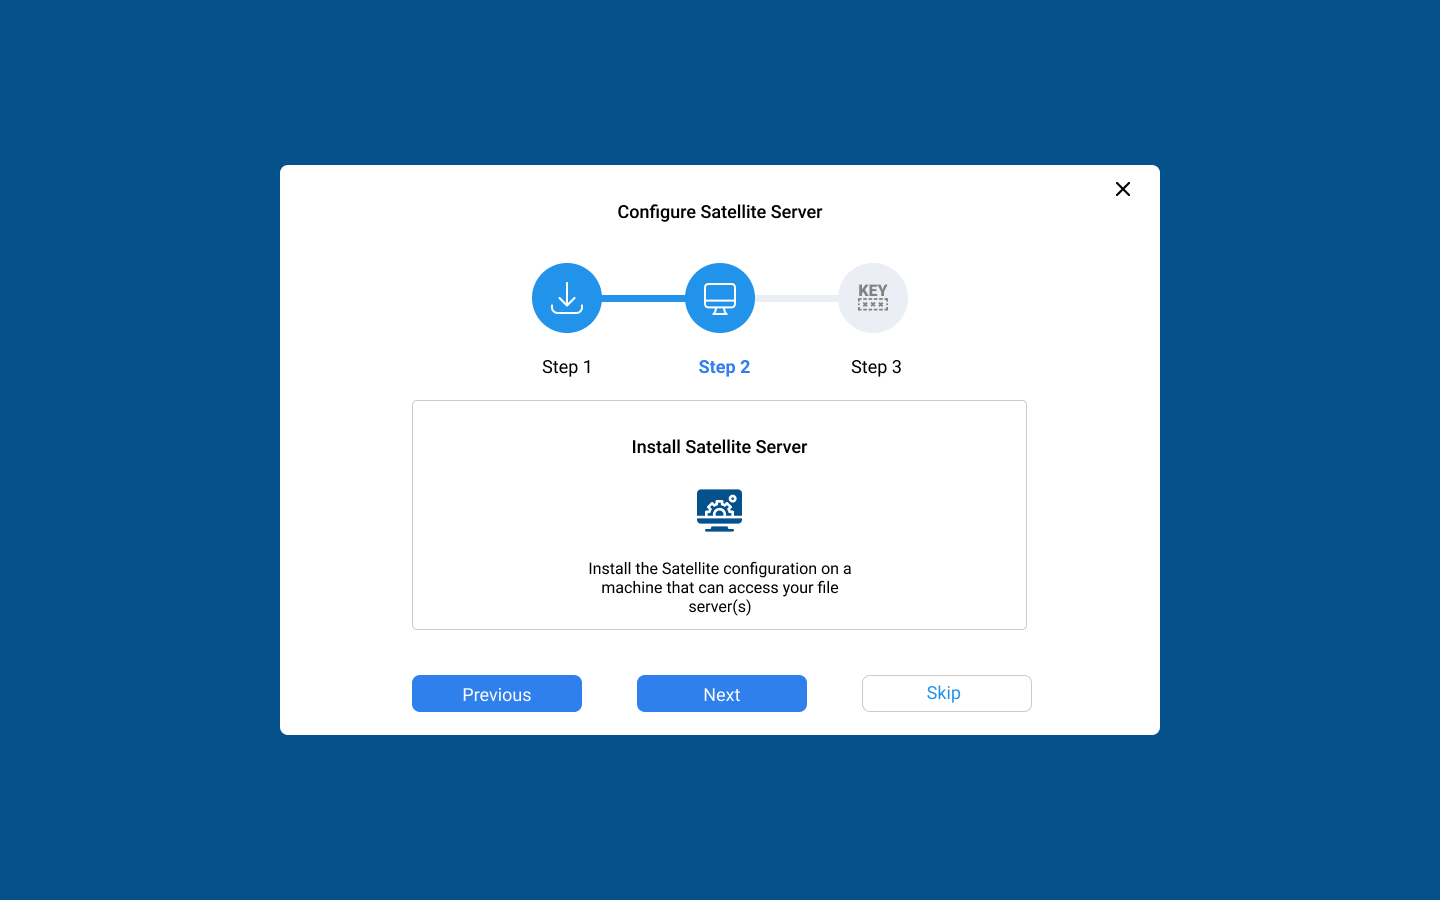 Configure Satellite Server
KEY
Step 1
Step 2
Step 3
Install Satellite Server
Install the Satellite configuration on a
machine that can access your file
server(s)
Previous
Next
Skip